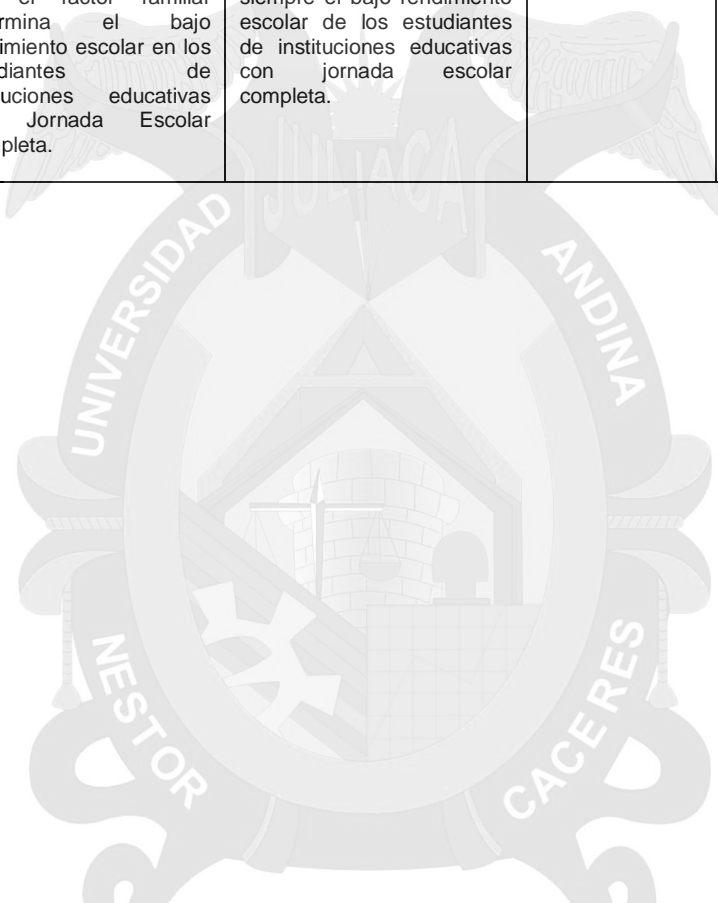 el factor familiar
rmina el bajo
imiento escolar en los
diantes de
uciones educativas
Jornada Escolar
pleta.
siempre el bajo rendimiento
escolar de los estudiantes
de instituciones educativas
con jornada escolar
completa.
JULIACA
UNIVERSIDAD
ANDINA
NESTOR
CACERES